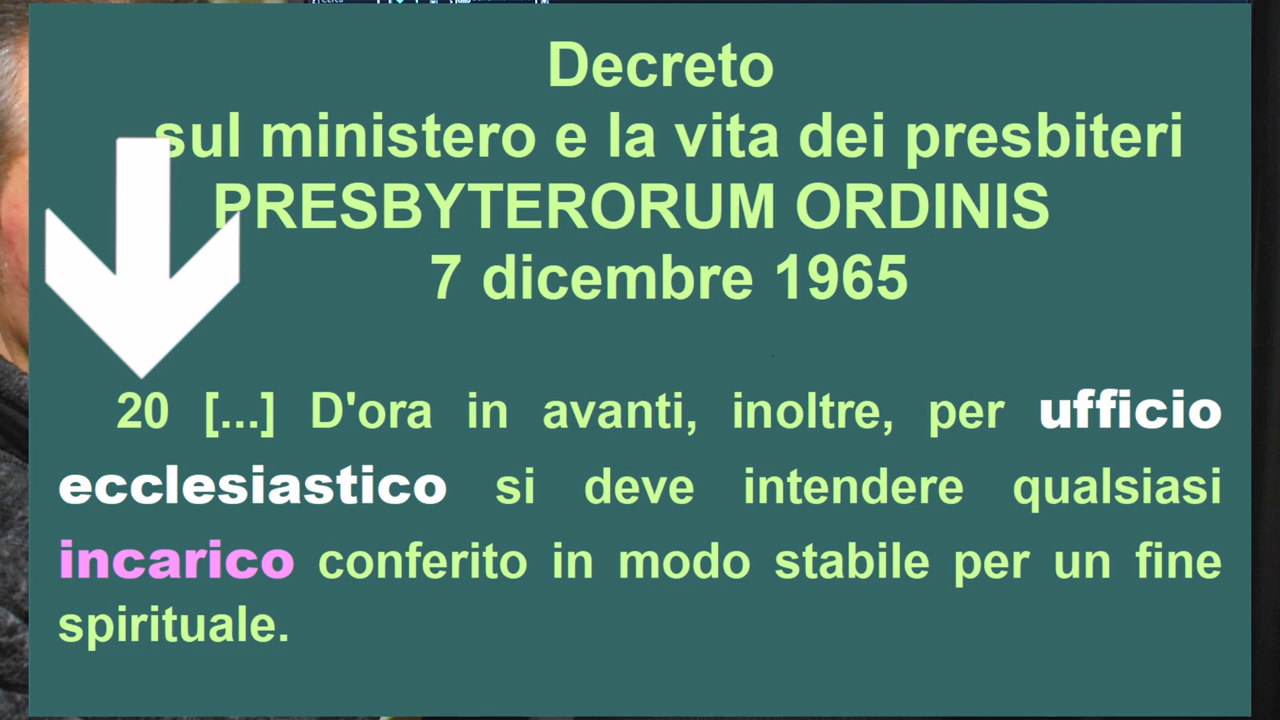 Decreto
sul ministero e la vita dei presbiteri
PRESBYTERORUM ORDINIS
7 dicembre 1965
20 [...] D'ora in avanti, inoltre, per ufficio
ecclesiastico si deve intendere qualsiasi
incarico conferito in modo stabile per un fine
spirituale.